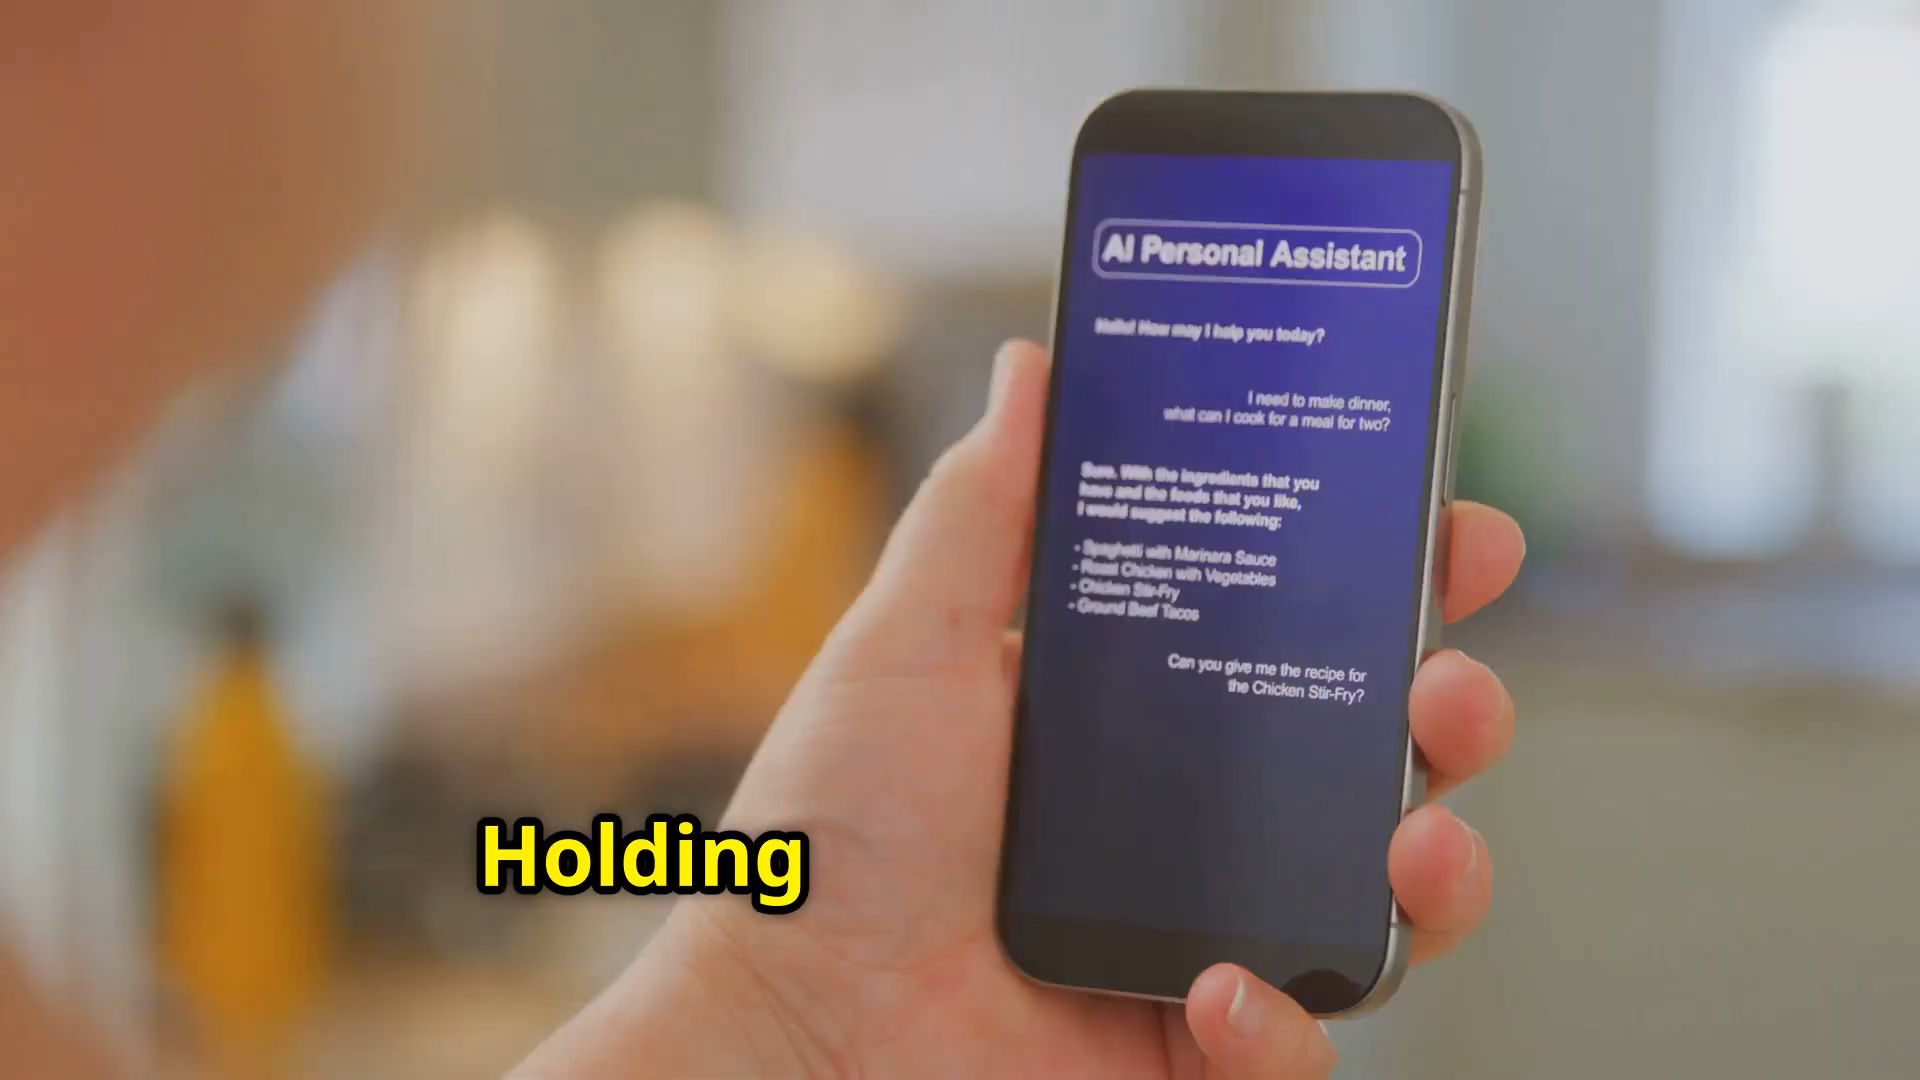 AI Personal Assistant
Hello! How may I help you today?
I need to make dinner,
what can I cook for a meal for two?
Sure. With the ingredients that you
have and the foods that you like,
I would suggest the following:
- Spaghetti with Marinara Sauce
- Roast Chicken with Vegetables
- Chicken Stir-Fry
- Ground Beef Tacos
Can you give me the recipe for
the Chicken Stir-Fry?
Holding